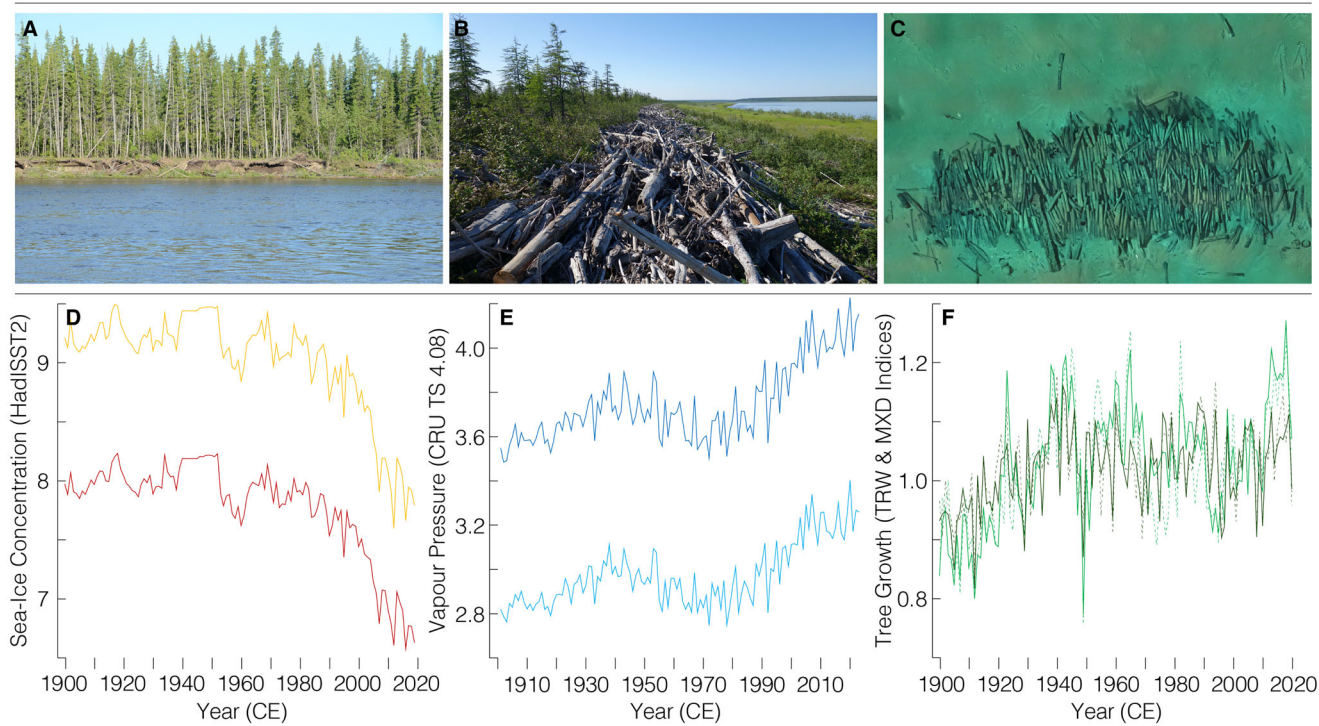 A
B
C
D
Sea-Ice Concentration (HadISST2)
9
8
7
1900 1920 1940 1960 1980 2000 2020
Year (CE)
E
Vapour Pressure (CRU TS 4.08)
4.0
3.6
3.2
2.8
1910 1930 1950 1970 1990 2010
Year (CE)
F
Tree Growth (TRW & MXD Indices)
1.2
1.0
0.8
1900 1920 1940 1960 1980 2000 2020
Year (CE)